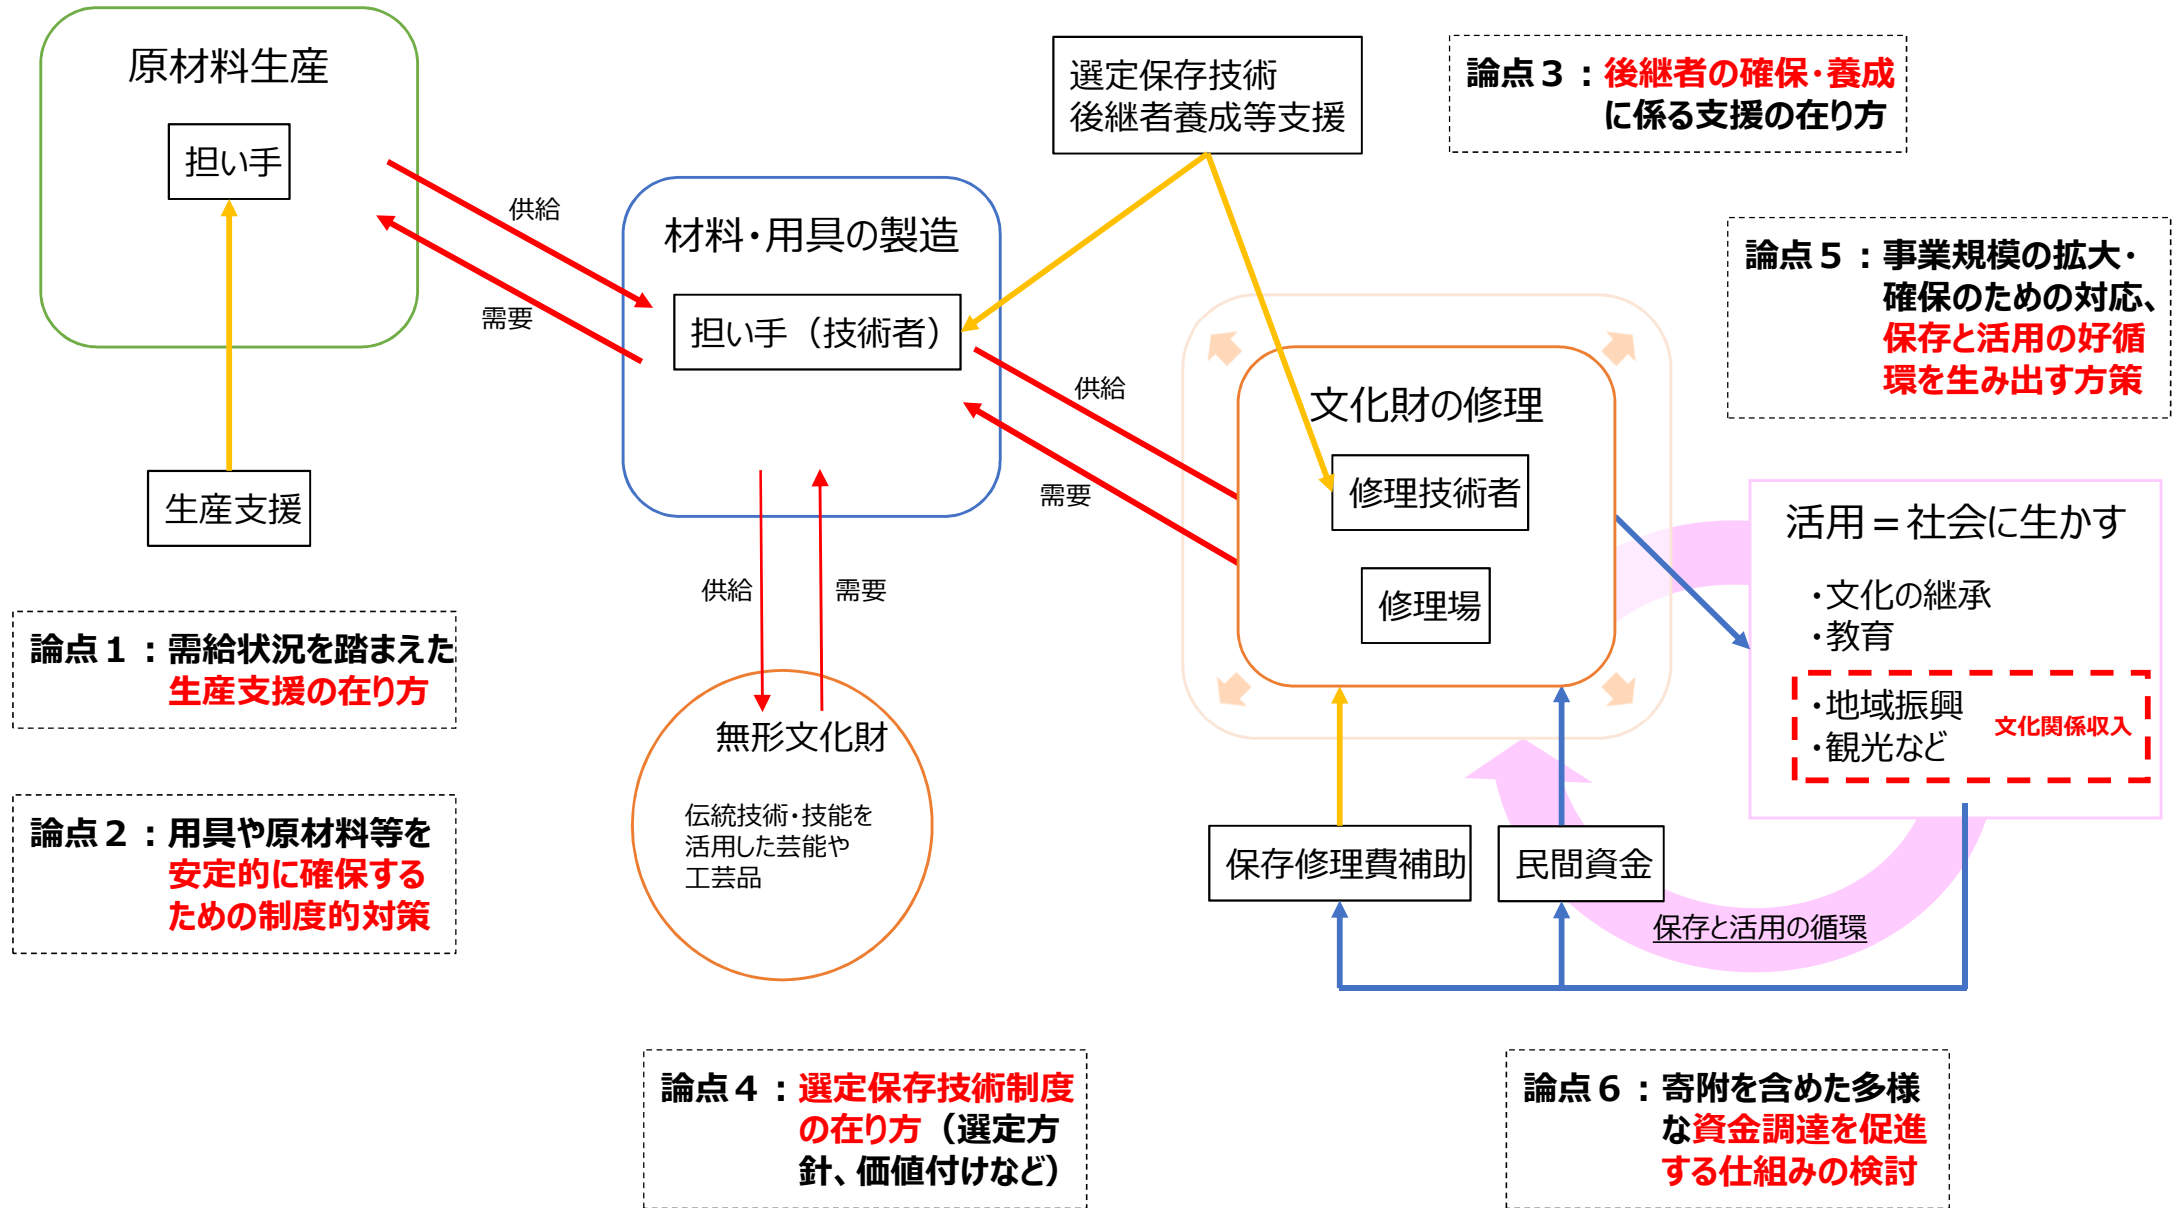 原材料生産
担い手
生産支援
供給
需要
材料・用具の製造
担い手（技術者）
供給
需要
無形文化財
伝統技術・技能を
活用した芸能や
工芸品
選定保存技術
後継者養成等支援
供給
需要
文化財の修理
修理技術者
修理場
保存修理費補助
民間資金
活用＝社会に生かす
・文化の継承
・教育
・地域振興
・観光など
文化関係収入
保存と活用の循環
論点１：需給状況を踏まえた
生産支援の在り方
論点２：用具や原材料等を
安定的に確保する
ための制度的対策
論点３：後継者の確保・養成
に係る支援の在り方
論点４：選定保存技術制度
の在り方（選定方
針、価値付けなど）
論点５：事業規模の拡大・
確保のための対応、
保存と活用の好循
環を生み出す方策
論点６：寄附を含めた多様
な資金調達を促進
する仕組みの検討